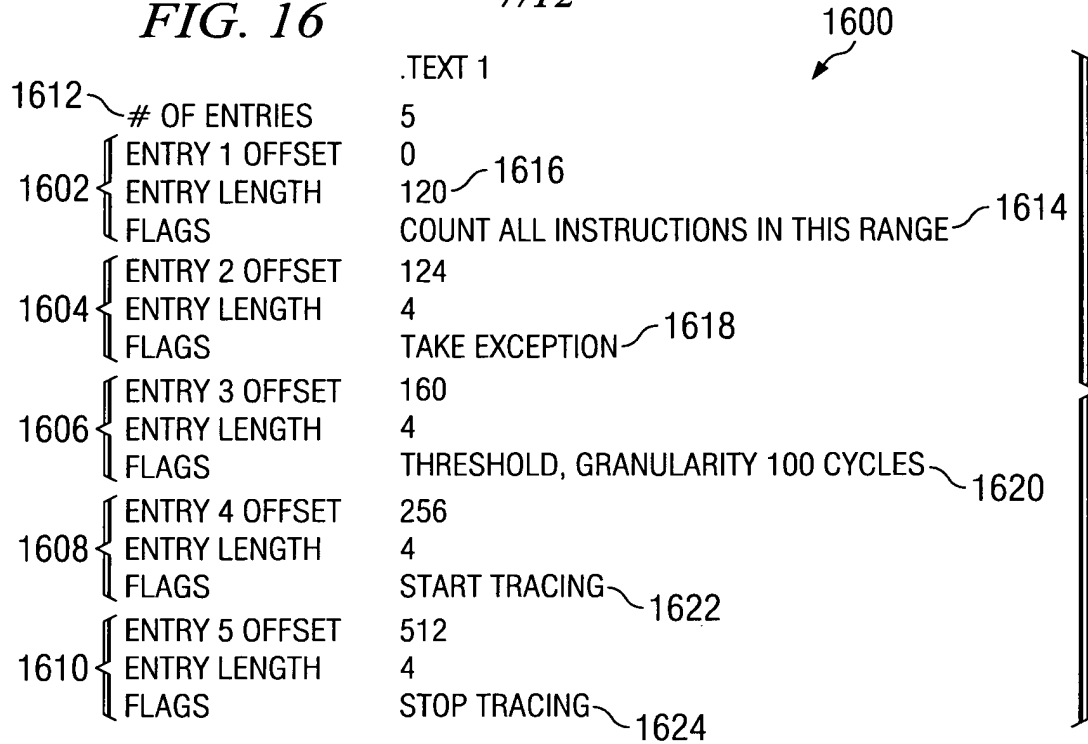 FIG. 16
7/12
1600
.TEXT 1
1612 # OF ENTRIES 5
ENTRY 1 OFFSET 0
1602 ENTRY LENGTH 120 1616
FLAGS COUNT ALL INSTRUCTIONS IN THIS RANGE 1614
ENTRY 2 OFFSET 124
1604 ENTRY LENGTH 4
FLAGS TAKE EXCEPTION 1618
ENTRY 3 OFFSET 160
1606 ENTRY LENGTH 4
FLAGS THRESHOLD, GRANULARITY 100 CYCLES 1620
ENTRY 4 OFFSET 256
1608 ENTRY LENGTH 4
FLAGS START TRACING 1622
ENTRY 5 OFFSET 512
1610 ENTRY LENGTH 4
FLAGS STOP TRACING 1624